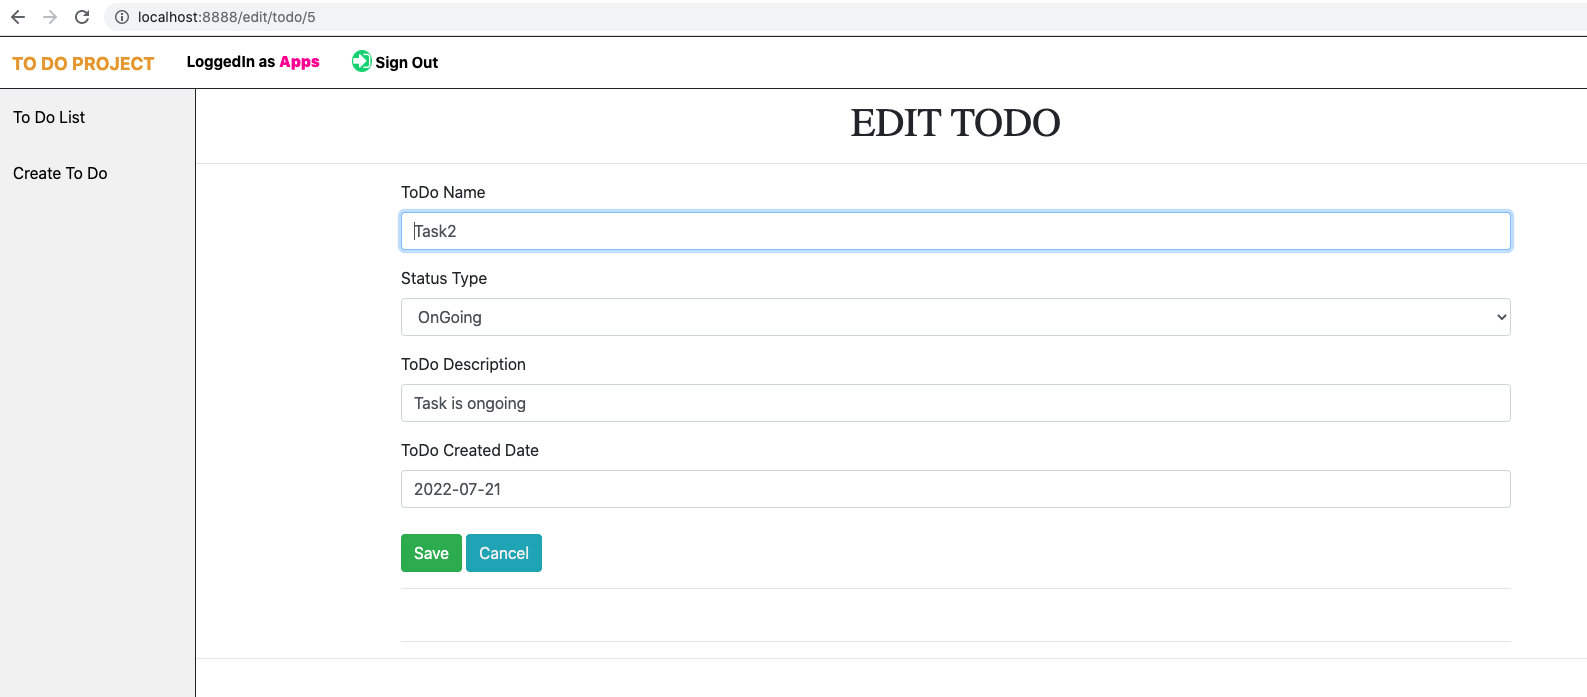 localhost:8888/edit/todo/5
TO DO PROJECT LoggedIn as Apps Sign Out
To Do List
Create To Do
EDIT TODO
ToDo Name
Task2
Status Type
OnGoing
ToDo Description
Task is ongoing
ToDo Created Date
2022-07-21
Save Cancel